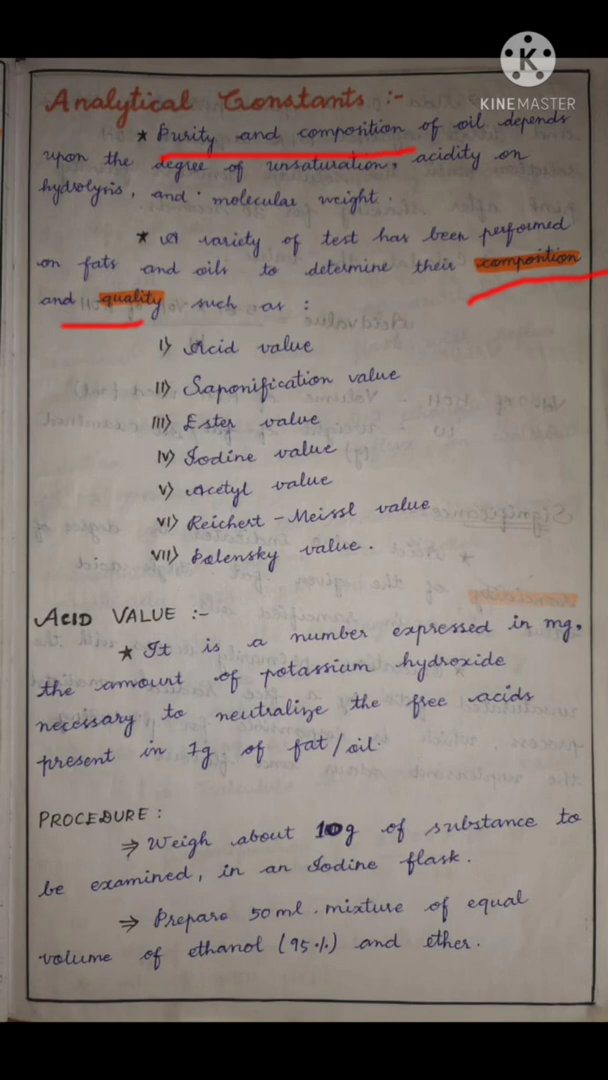 KINEMASTER
Analytical Constants :-
★ Purity and composition of oil depends
upon the degree of unsaturation, acidity on
hydrolysis, and molecular weight.
★ A variety of test has been performed
on fats and oils to determine their composition
and quality such as :
I) Acid value
II) Saponification value
III) Ester value
IV) Iodine value
V) Acetyl value
VI) Reichert-Meissl value
VII) Polensky value.
ACID VALUE :-
★ It is a number expressed in mg,
the amount of potassium hydroxide
necessary to neutralize the free acids
present in 1g of fat/oil.
PROCEDURE :
⇒ Weigh about 10g of substance to
be examined, in an Iodine flask.
⇒ Prepare 50ml. mixture of equal
volume of ethanol (95%) and ether.